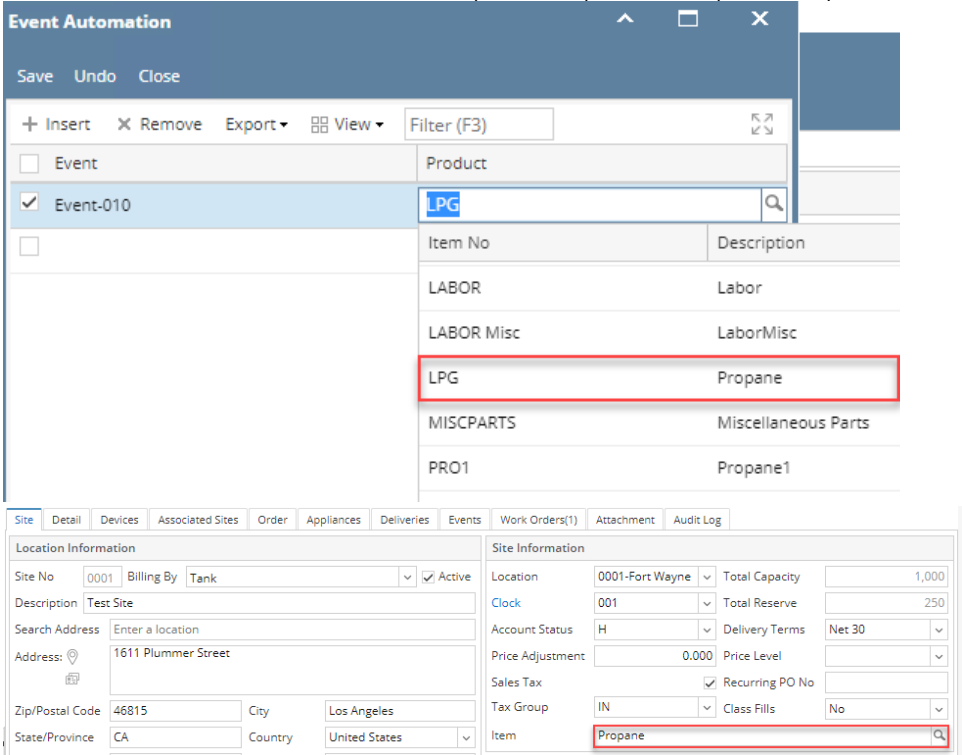 Event Automation
Save Undo Close
Insert Remove Export View Filter (F3)
Event Product
Event-010 LPG
Item No Description
LABOR Labor
LABOR Misc LaborMisc
LPG Propane
MISCPARTS Miscellaneous Parts
PRO1 Propane1
Site Detail Devices Associated Sites Order Appliances Deliveries Events Work Orders(1) Attachment Audit Log
Location Information Site Information
Site No 0001 Billing By Tank Active Location 0001-Fort Wayne Total Capacity 1,000
Description Test Site Clock 001 Total Reserve 250
Search Address Enter a location Account Status H Delivery Terms Net 30
Address: 1611 Plummer Street Price Adjustment 0.000 Price Level
Sales Tax Recurring PO No
Zip/Postal Code 46815 City Los Angeles Tax Group IN Class Fills No
State/Province CA Country United States Item Propane